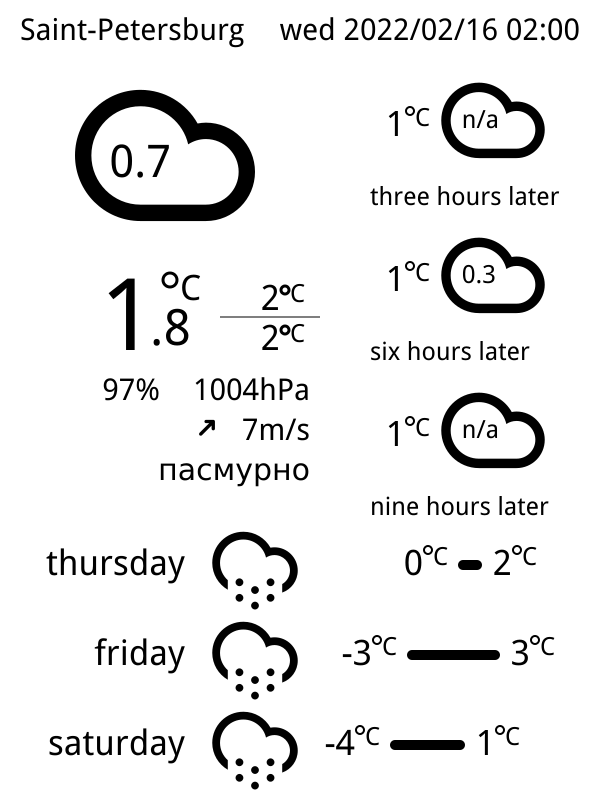 Saint-Petersburg wed 2022/02/16 02:00
0.7
1.8 °C
2°C
2°C
97% 1004hPa
↗ 7m/s
пасмурно
1°C n/a
three hours later
1°C 0.3
six hours later
1°C n/a
nine hours later
thursday 0°C 2°C
friday -3°C 3°C
saturday -4°C 1°C